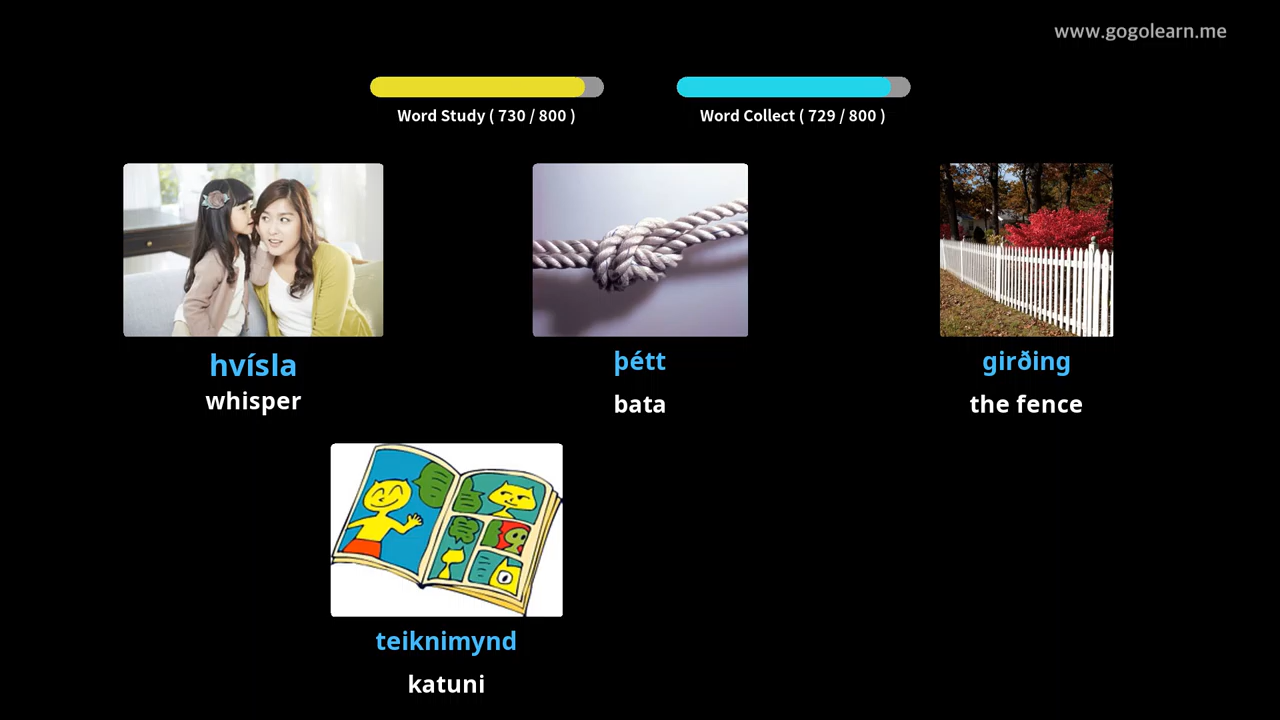 www.gogolearn.me
Word Study ( 730 / 800 )
Word Collect ( 729 / 800 )
hvísla
whisper
þétt
bata
girðing
the fence
teiknimynd
katuni